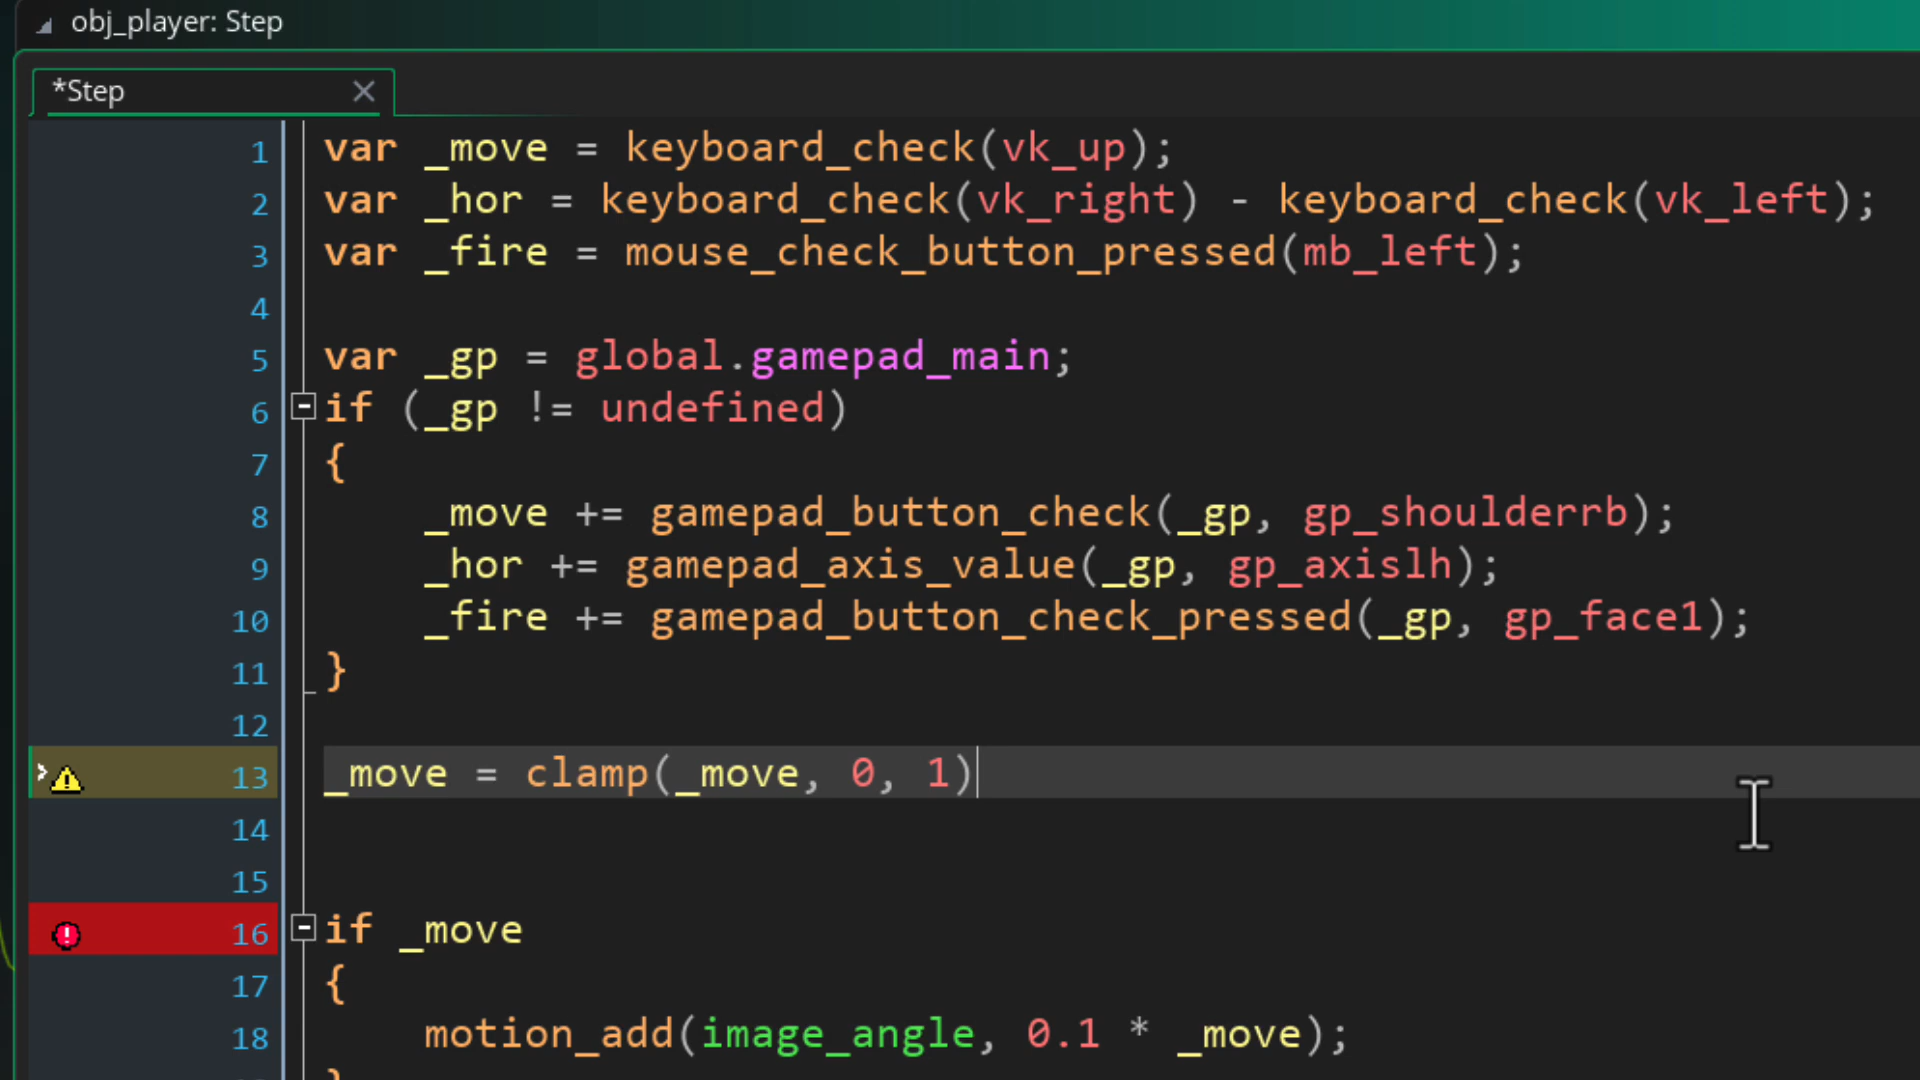 obj_player: Step
*Step
1 var _move = keyboard_check(vk_up);
2 var _hor = keyboard_check(vk_right) - keyboard_check(vk_left);
3 var _fire = mouse_check_button_pressed(mb_left);
4
5 var _gp = global.gamepad_main;
6 if (_gp != undefined)
7 {
8 _move += gamepad_button_check(_gp, gp_shoulderrb);
9 _hor += gamepad_axis_value(_gp, gp_axislh);
10 _fire += gamepad_button_check_pressed(_gp, gp_face1);
11 }
12
13 _move = clamp(_move, 0, 1)
14
15
16 if _move
17 {
18 motion_add(image_angle, 0.1 * _move);